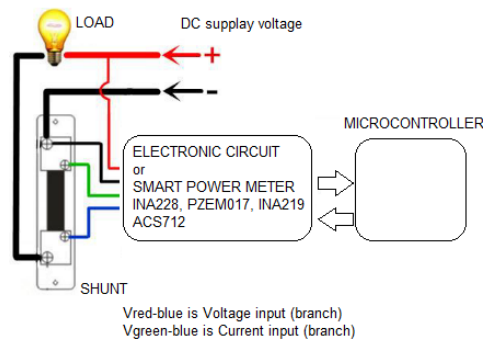 LOAD
DC supplay voltage
+
-
MICROCONTROLLER
ELECTRONIC CIRCUIT
or
SMART POWER METER
INA228, PZEM017, INA219
ACS712
SHUNT
Vred-blue is Voltage input (branch)
Vgreen-blue is Current input (branch)